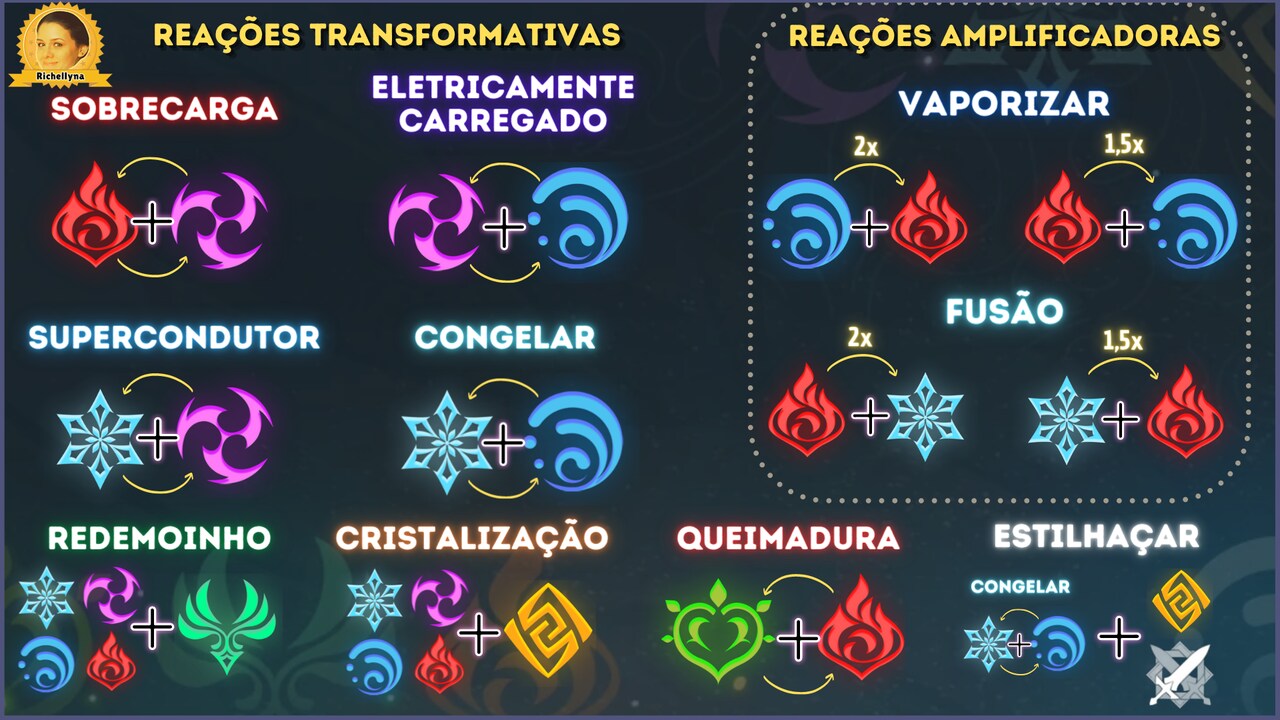 Richellyna
REAÇÕES TRANSFORMATIVAS
REAÇÕES AMPLIFICADORAS
SOBRECARGA
ELETRICAMENTE
CARREGADO
VAPORIZAR
2x
1,5x
SUPERCONDUTOR
CONGELAR
FUSÃO
2x
1,5x
REDEMOINHO
CRISTALIZAÇÃO
QUEIMADURA
ESTILHAÇAR
CONGELAR